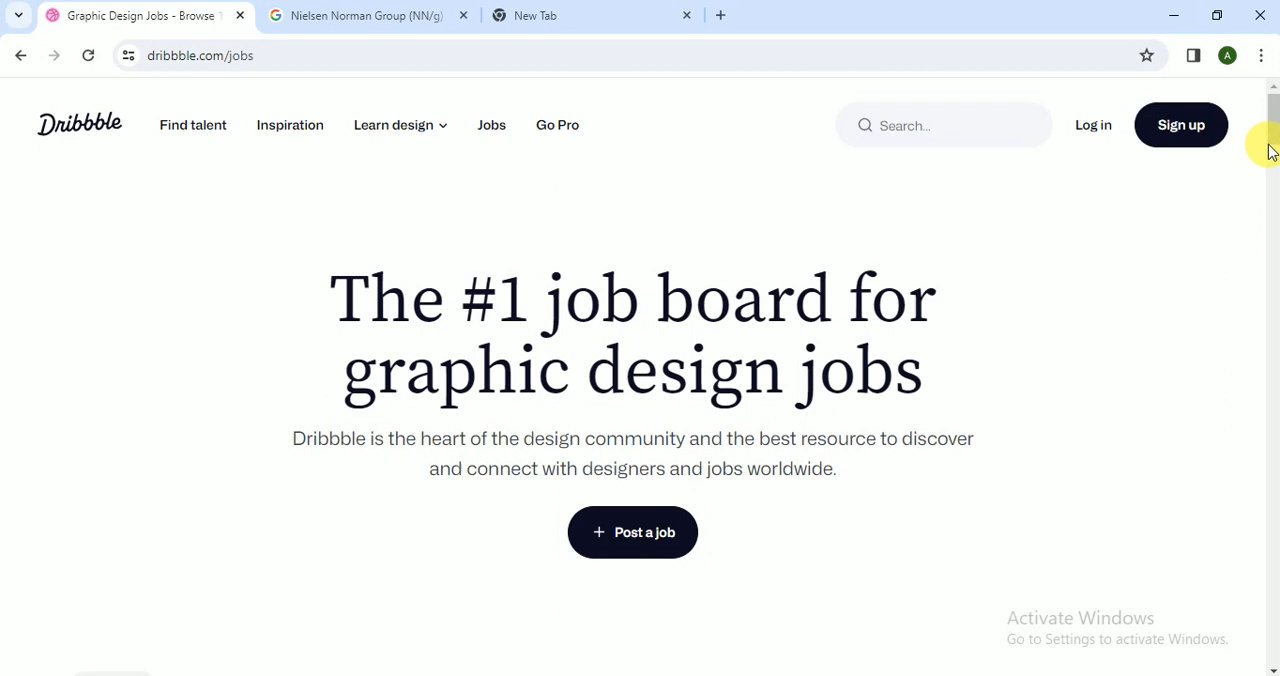 Graphic Design Jobs - Browse
Nielsen Norman Group (NN/g)
New Tab
dribbble.com/jobs
A
Dribbble
Find talent
Inspiration
Learn design
Jobs
Go Pro
Search...
Log in
Sign up
The #1 job board for
graphic design jobs
Dribbble is the heart of the design community and the best resource to discover
and connect with designers and jobs worldwide.
+ Post a job
Activate Windows
Go to Settings to activate Windows.